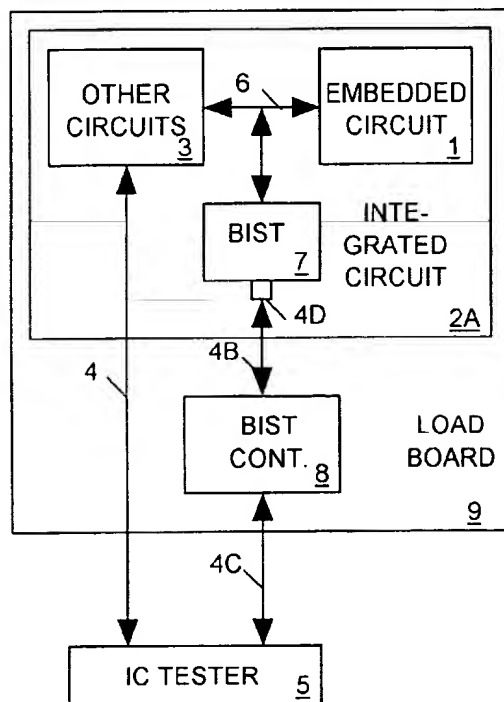 OTHER
CIRCUITS
3
6
EMBEDDED
CIRCUIT
1
BIST
7
INTE-
GRATED
CIRCUIT
2A
4D
4B
4
BIST
CONT.
8
LOAD
BOARD
9
4C
IC TESTER
5